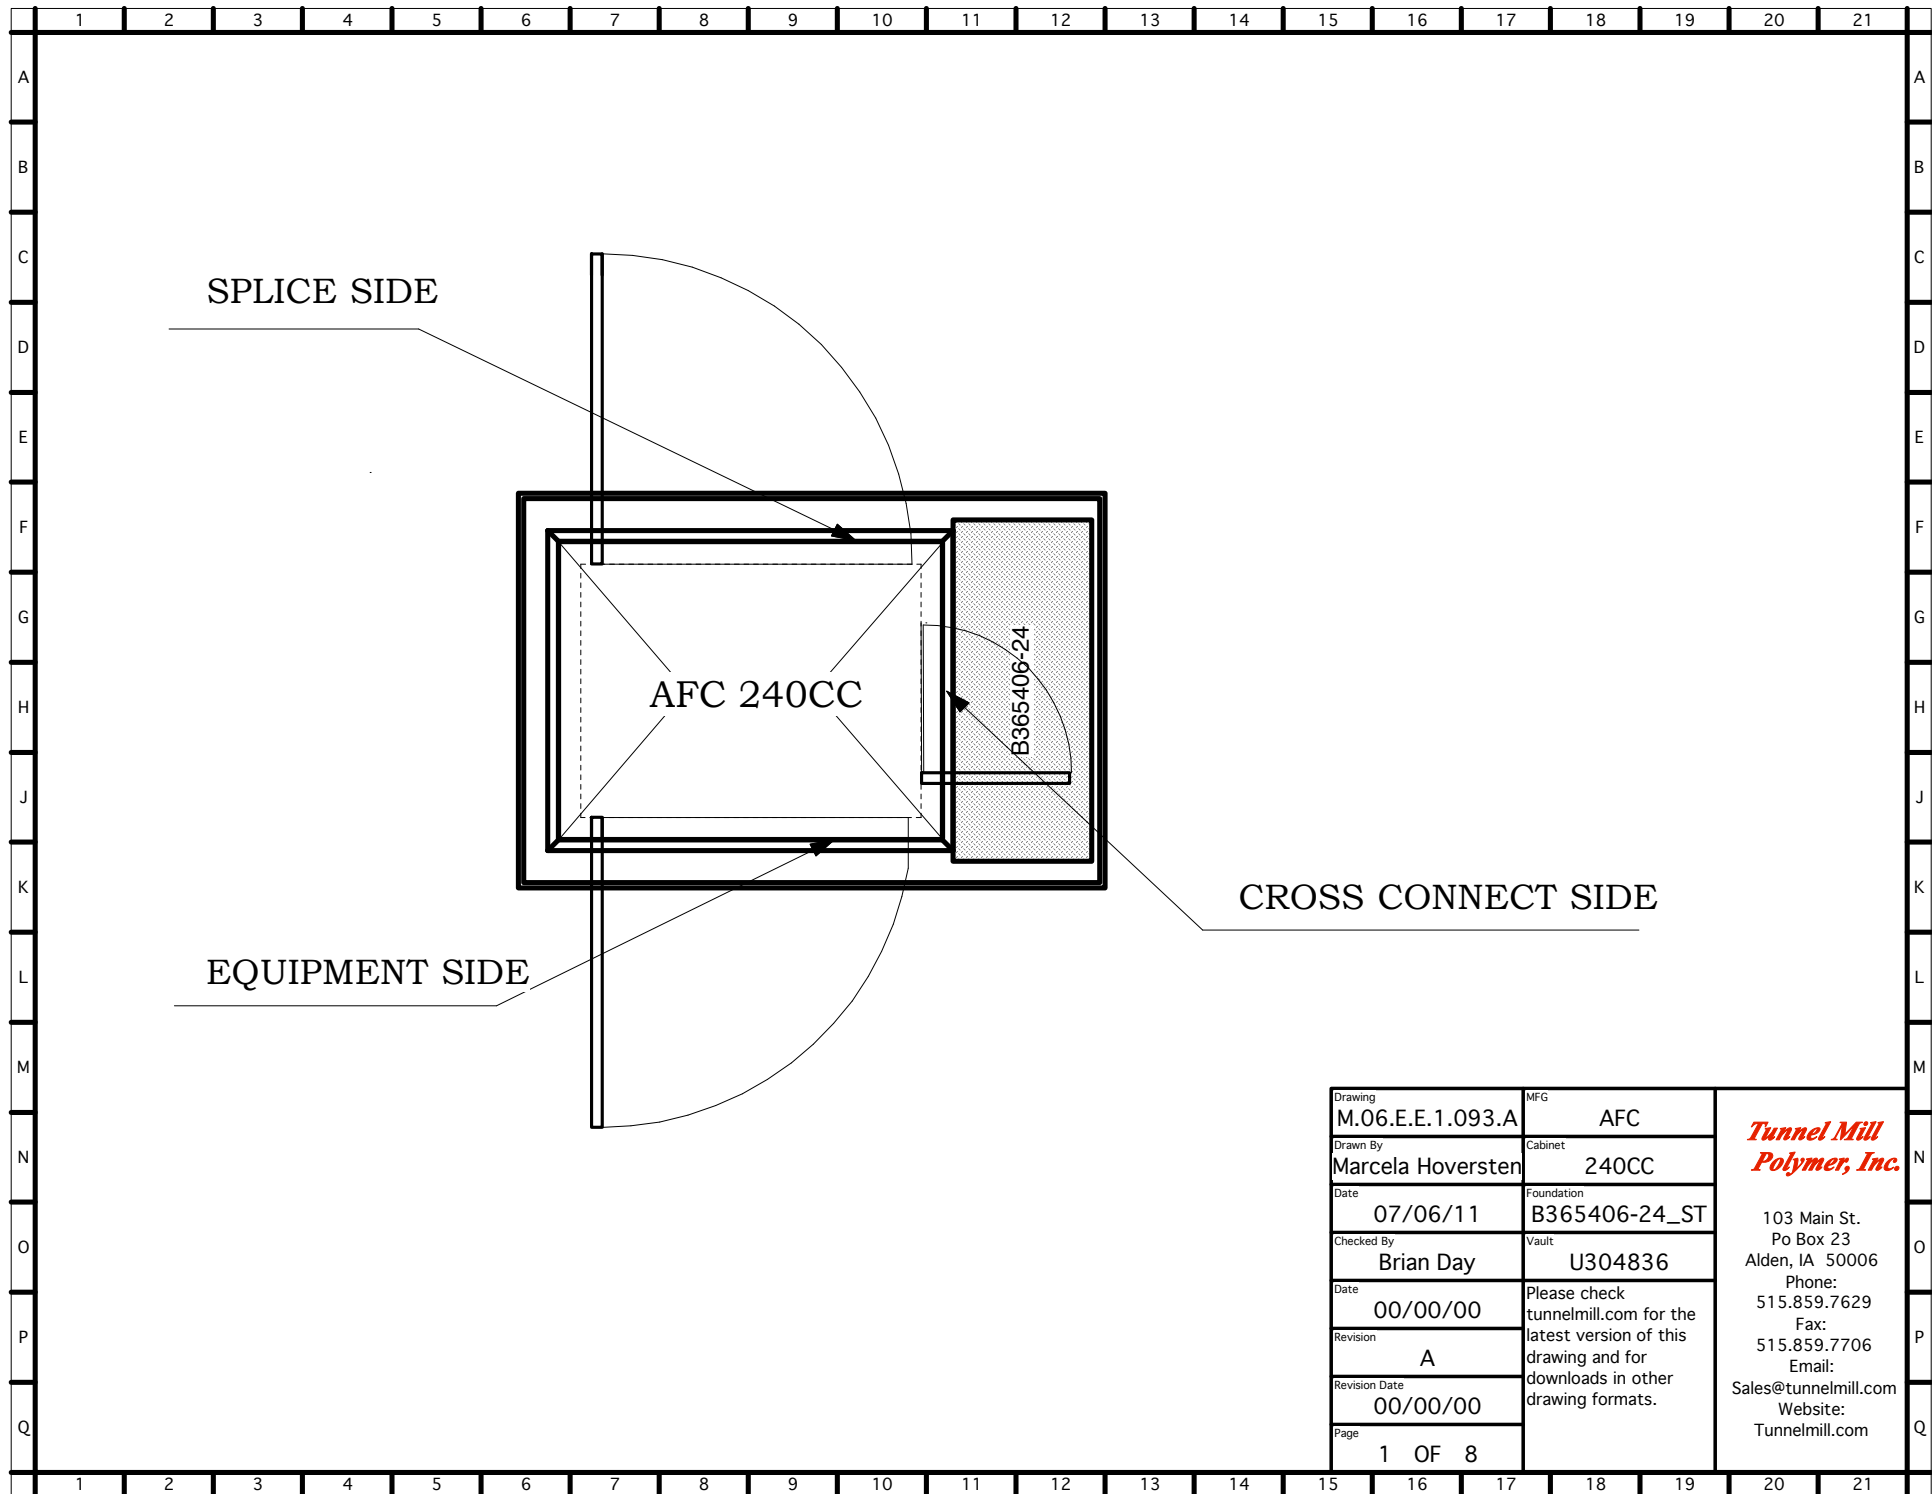 1 2 3 4 5 6 7 8 9 10 11 12 13 14 15 16 17 18 19 20 21
A A
B B
C C
SPLICE SIDE
D D
E E
F F
G G
B365406-24
AFC 240CC
H H
J J
K K
CROSS CONNECT SIDE
EQUIPMENT SIDE
L L
M M
N N
O O
P P
Q Q
Drawing
M.06.E.E.1.093.A
MFG
AFC
Drawn By
Marcela Hoversten
Cabinet
240CC
Date
07/06/11
Foundation
B365406-24_ST
Checked By
Brian Day
Vault
U304836
Date
00/00/00
Revision
A
Revision Date
00/00/00
Page
1 OF 8
Please check
tunnelmill.com for the
latest version of this
drawing and for
downloads in other
drawing formats.
Tunnel Mill
Polymer, Inc.
103 Main St.
Po Box 23
Alden, IA 50006
Phone:
515.859.7629
Fax:
515.859.7706
Email:
Sales@tunnelmill.com
Website:
Tunnelmill.com
1 2 3 4 5 6 7 8 9 10 11 12 13 14 15 16 17 18 19 20 21